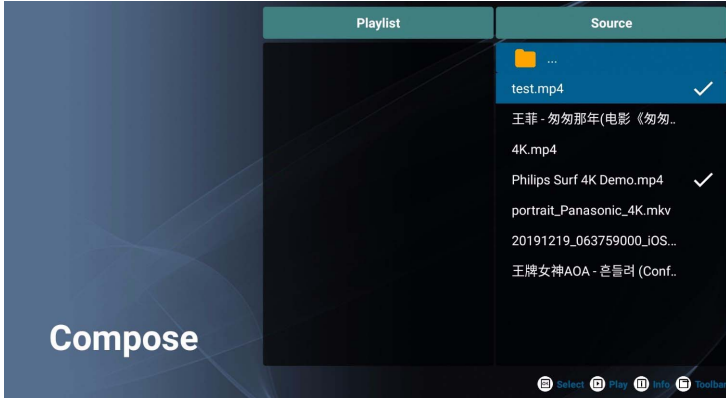 Playlist
Source
...
test.mp4
王菲 - 匆匆那年(电影《匆匆..
4K.mp4
Philips Surf 4K Demo.mp4
portrait_Panasonic_4K.mkv
20191219_063759000_iOS...
王牌女神AOA - 흔들려 (Conf..
Compose
Select Play Info Toolbar